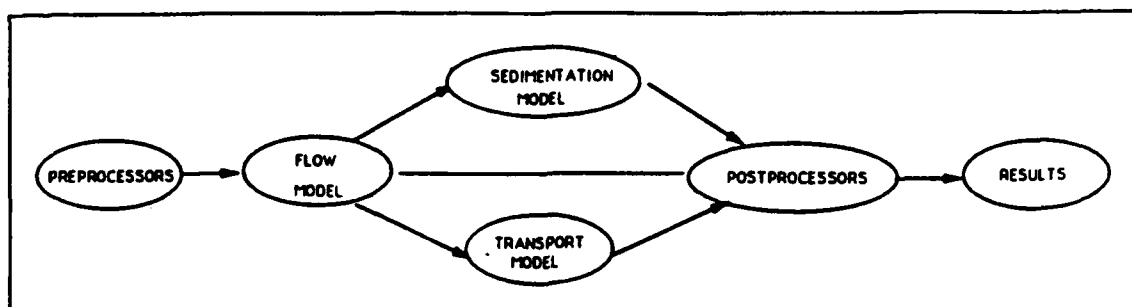 SEDIMENTATION
MODEL
PREPROCESSORS
FLOW
MODEL
POSTPROCESSORS
RESULTS
TRANSPORT
MODEL